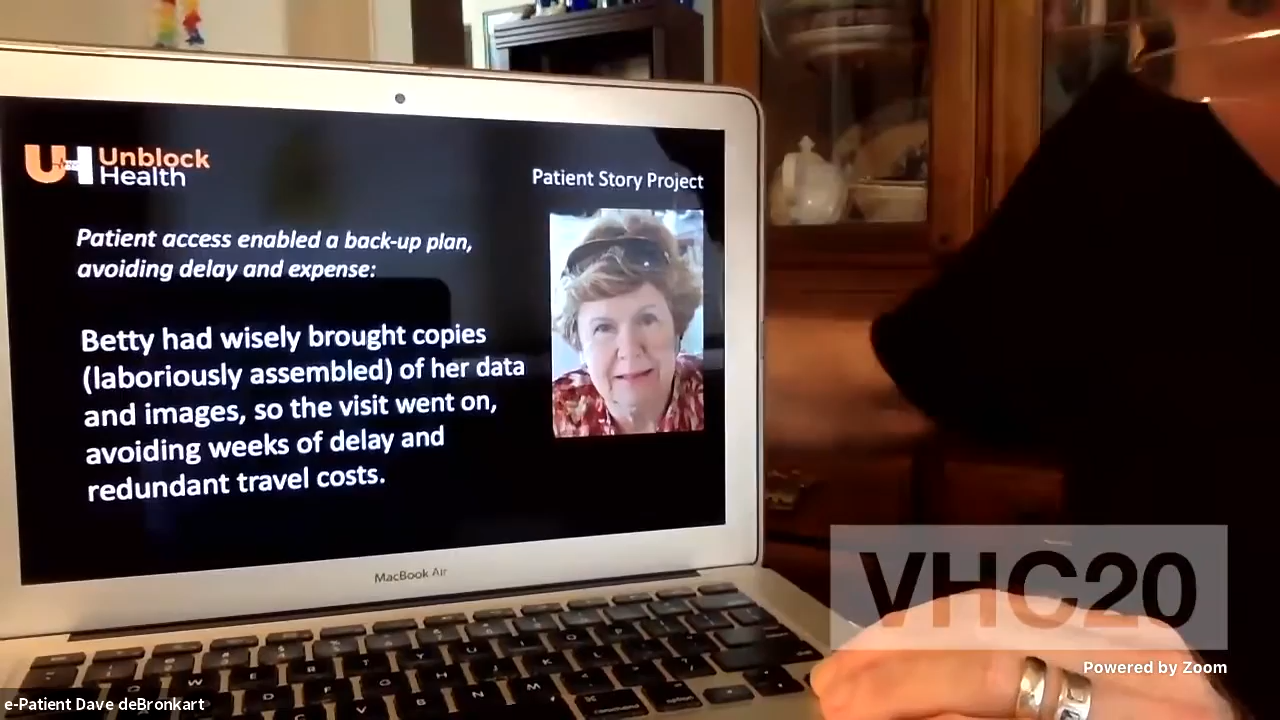 Unblock
Health
Patient Story Project
Patient access enabled a back-up plan,
avoiding delay and expense:
Betty had wisely brought copies
(laboriously assembled) of her data
and images, so the visit went on,
avoiding weeks of delay and
redundant travel costs.
MacBook Air
command
option
VHC20
Powered by Zoom
e-Patient Dave deBronkart